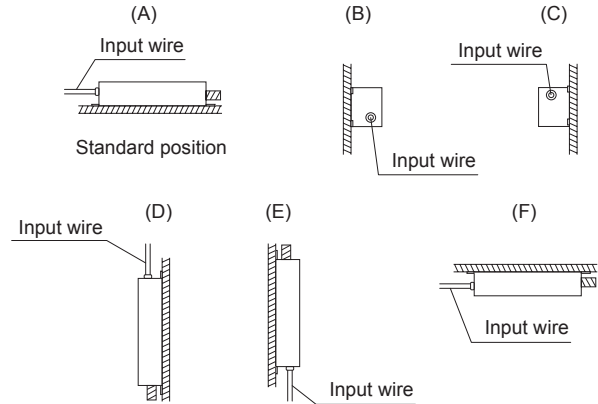 (A)
(B)
(C)
Input wire
Input wire
Standard position
Input wire
(D)
(E)
(F)
Input wire
Input wire
Input wire